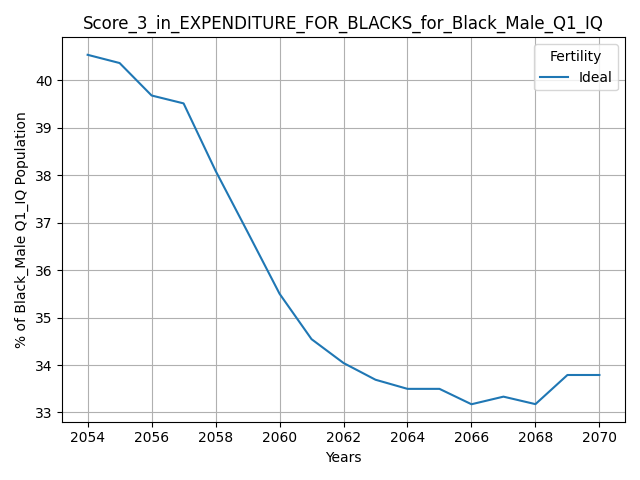 Score_3_in_EXPENDITURE_FOR_BLACKS_for_Black_Male_Q1_IQ
Fertility
Ideal
% of Black_Male Q1_IQ Population
40
39
38
37
36
35
34
33
2054 2056 2058 2060 2062 2064 2066 2068 2070
Years